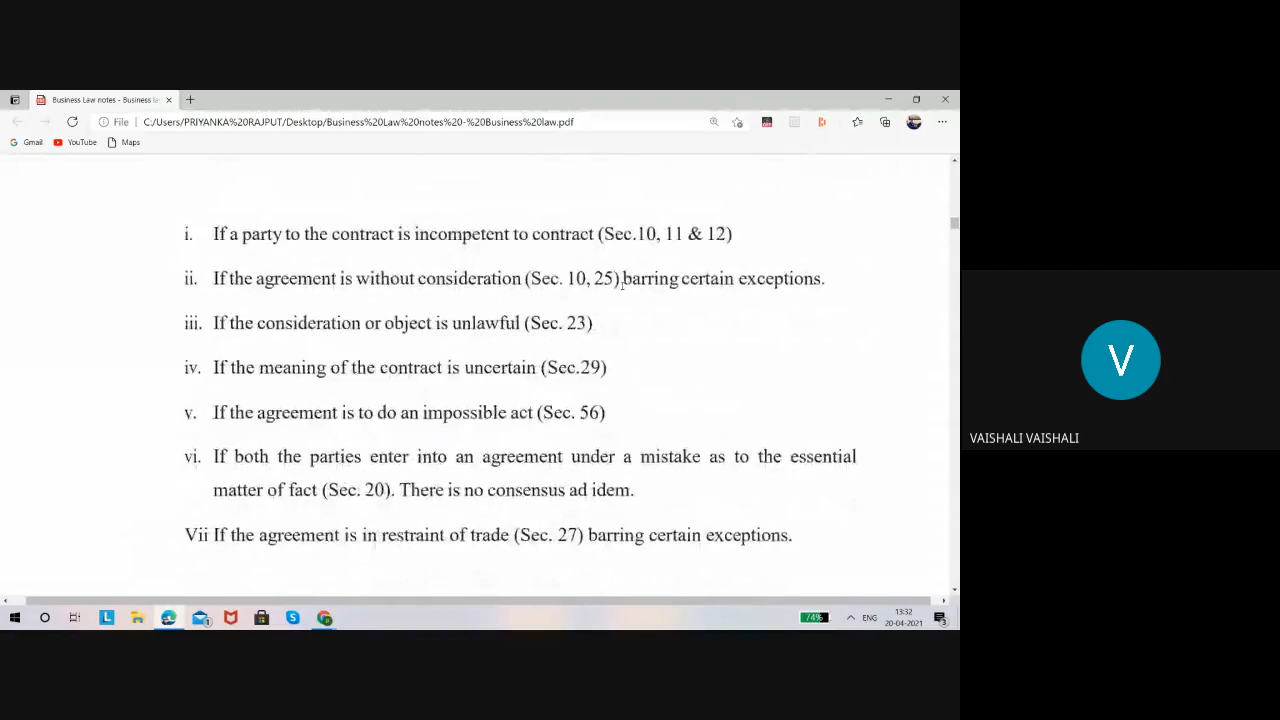 Business Law notes - Business la
File
C:/Users/PRIYANKA%20RAJPUT/Desktop/Business%20Law%20notes%20-%20Business%20law.pdf
Gmail YouTube Maps
i. If a party to the contract is incompetent to contract (Sec.10, 11 & 12)
ii. If the agreement is without consideration (Sec. 10, 25) barring certain exceptions.
iii. If the consideration or object is unlawful (Sec. 23)
iv. If the meaning of the contract is uncertain (Sec.29)
v. If the agreement is to do an impossible act (Sec. 56)
vi. If both the parties enter into an agreement under a mistake as to the essential
matter of fact (Sec. 20). There is no consensus ad idem.
Vii If the agreement is in restraint of trade (Sec. 27) barring certain exceptions.
V
VAISHALI VAISHALI
74%
ENG
13:32
20-04-2021